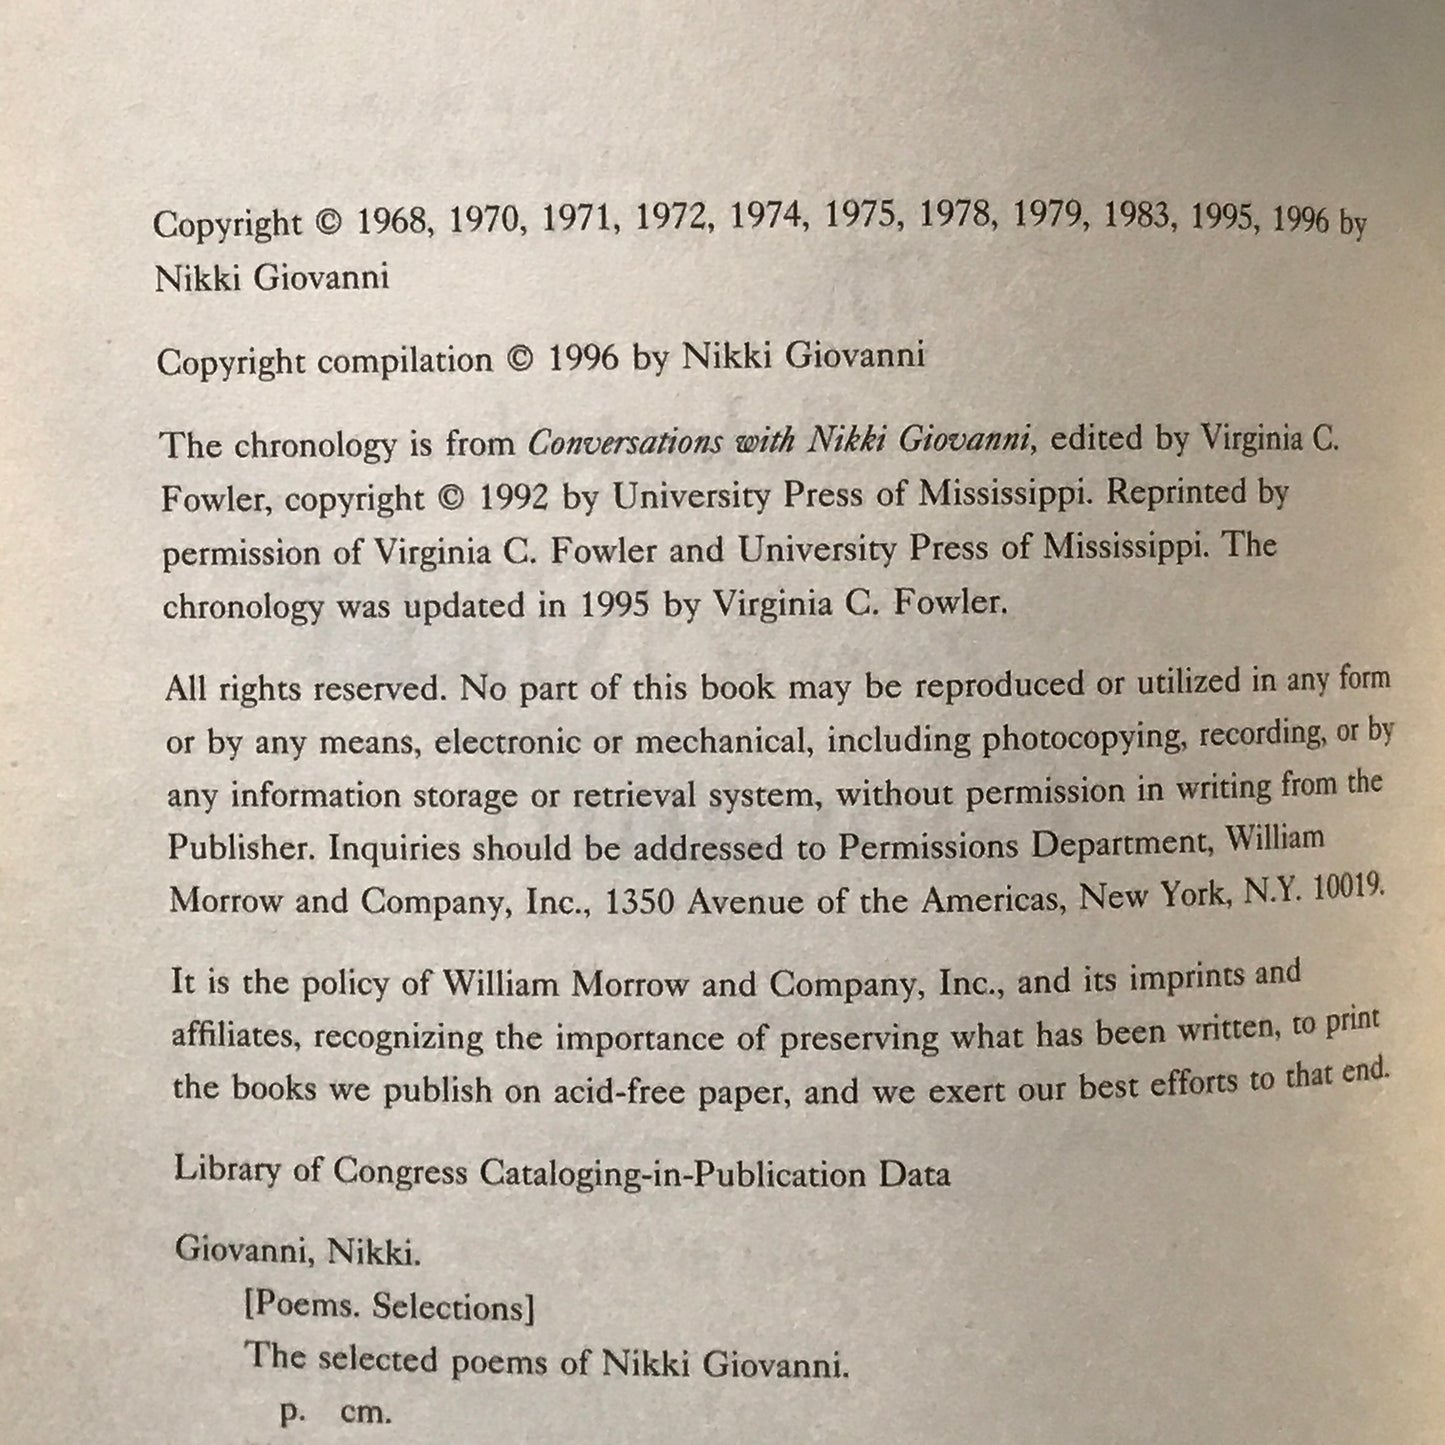 Copyright © 1968, 1970, 1971, 1972, 1974, 1975, 1978, 1979, 1983, 1995, 1996 by
Nikki Giovanni
Copyright compilation © 1996 by Nikki Giovanni
The chronology is from Conversations with Nikki Giovanni, edited by Virginia C.
Fowler, copyright © 1992 by University Press of Mississippi. Reprinted by
permission of Virginia C. Fowler and University Press of Mississippi. The
chronology was updated in 1995 by Virginia C. Fowler.
All rights reserved. No part of this book may be reproduced or utilized in any form
or by any means, electronic or mechanical, including photocopying, recording, or by
any information storage or retrieval system, without permission in writing from the
Publisher. Inquiries should be addressed to Permissions Department, William
Morrow and Company, Inc., 1350 Avenue of the Americas, New York, N.Y. 10019.
It is the policy of William Morrow and Company, Inc., and its imprints and
affiliates, recognizing the importance of preserving what has been written, to print
the books we publish on acid-free paper, and we exert our best efforts to that end.
Library of Congress Cataloging-in-Publication Data
Giovanni, Nikki.
[Poems. Selections]
The selected poems of Nikki Giovanni.
p. cm.